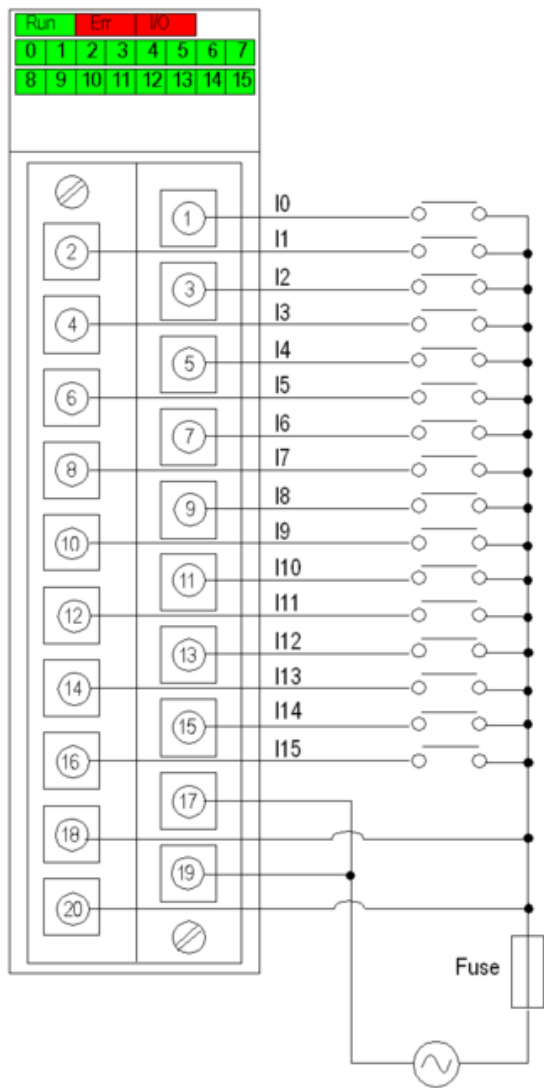 Run Err I/O
0 1 2 3 4 5 6 7
8 9 10 11 12 13 14 15
1 I0
2 I1
3 I2
4 I3
5 I4
6 I5
7 I6
8 I7
9 I8
10 I9
11 I10
12 I11
13 I12
14 I13
15 I14
16 I15
17
18
19
20
Fuse